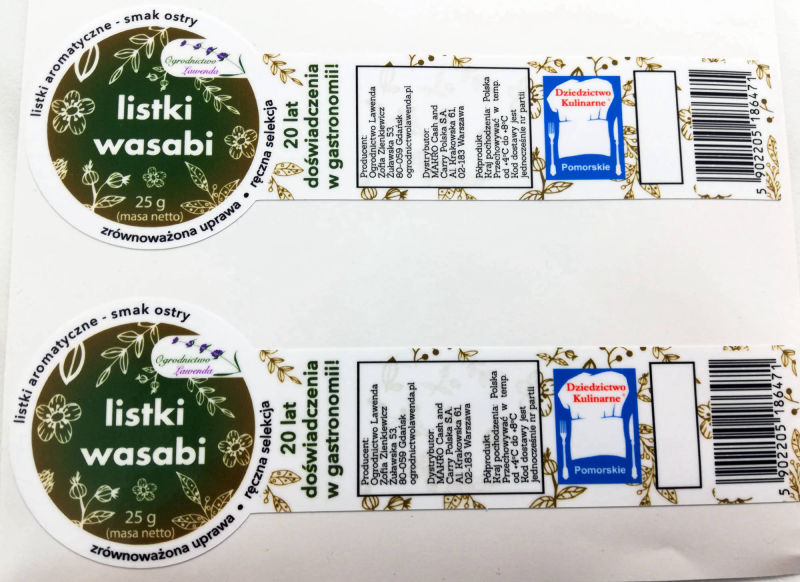 listki aromatyczne - smak ostry
Ogrodnictwo
Lawenda
listki
wasabi
25 g
(masa netto)
zrównoważona uprawa • ręczna selekcja
20 lat
doświadczenia
w gastronomii!
Producent:
Ogrodnictwo Lawenda
Zofia Zienkiewicz
Żuławska 53,
80-059 Gdańsk
ogrodnictwolawenda.pl
Dystrybutor:
MAKRO Cash and
Carry Polska S.A.
Al. Krakowska 61,
02-183 Warszawa
Półprodukt
Kraj pochodzenia: Polska
Przechowywać w temp.
od +4ºC do +8ºC
Kod dostawy jest
jednocześnie nr partii
Dziedzictwo
Kulinarne
Pomorskie
5 902205 186471
listki aromatyczne - smak ostry
Ogrodnictwo
Lawenda
listki
wasabi
25 g
(masa netto)
zrównoważona uprawa • ręczna selekcja
20 lat
doświadczenia
w gastronomii!
Producent:
Ogrodnictwo Lawenda
Zofia Zienkiewicz
Żuławska 53,
80-059 Gdańsk
ogrodnictwolawenda.pl
Dystrybutor:
MAKRO Cash and
Carry Polska S.A.
Al. Krakowska 61,
02-183 Warszawa
Półprodukt
Kraj pochodzenia: Polska
Przechowywać w temp.
od +4ºC do +8ºC
Kod dostawy jest
jednocześnie nr partii
Dziedzictwo
Kulinarne
Pomorskie
5 902205 186471